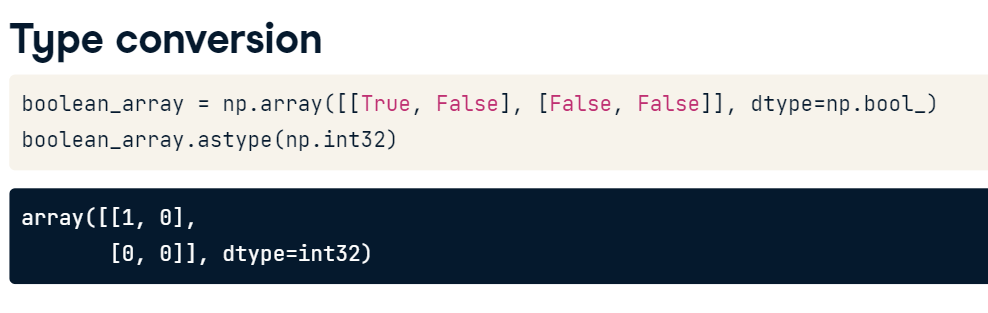 Type conversion
boolean_array = np.array([[True, False], [False, False]], dtype=np.bool_)
boolean_array.astype(np.int32)
array([[1, 0],
       [0, 0]], dtype=int32)